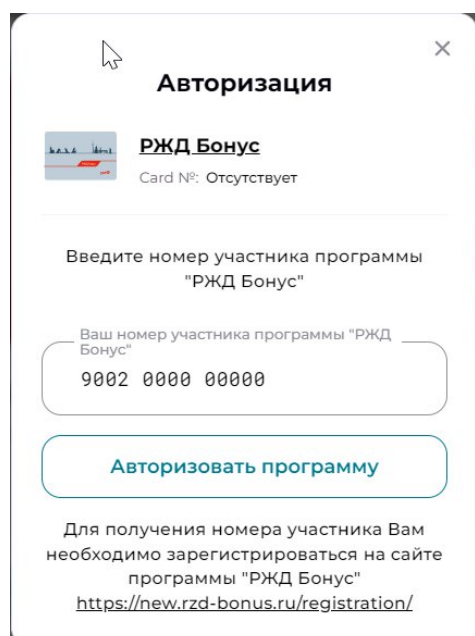 Авторизация
РЖД Бонус
Card №: Отсутствует
Введите номер участника программы
"РЖД Бонус"
Ваш номер участника программы "РЖД
Бонус"
9002 0000 00000
Авторизовать программу
Для получения номера участника Вам
необходимо зарегистрироваться на сайте
программы "РЖД Бонус"
https://new.rzd-bonus.ru/registration/